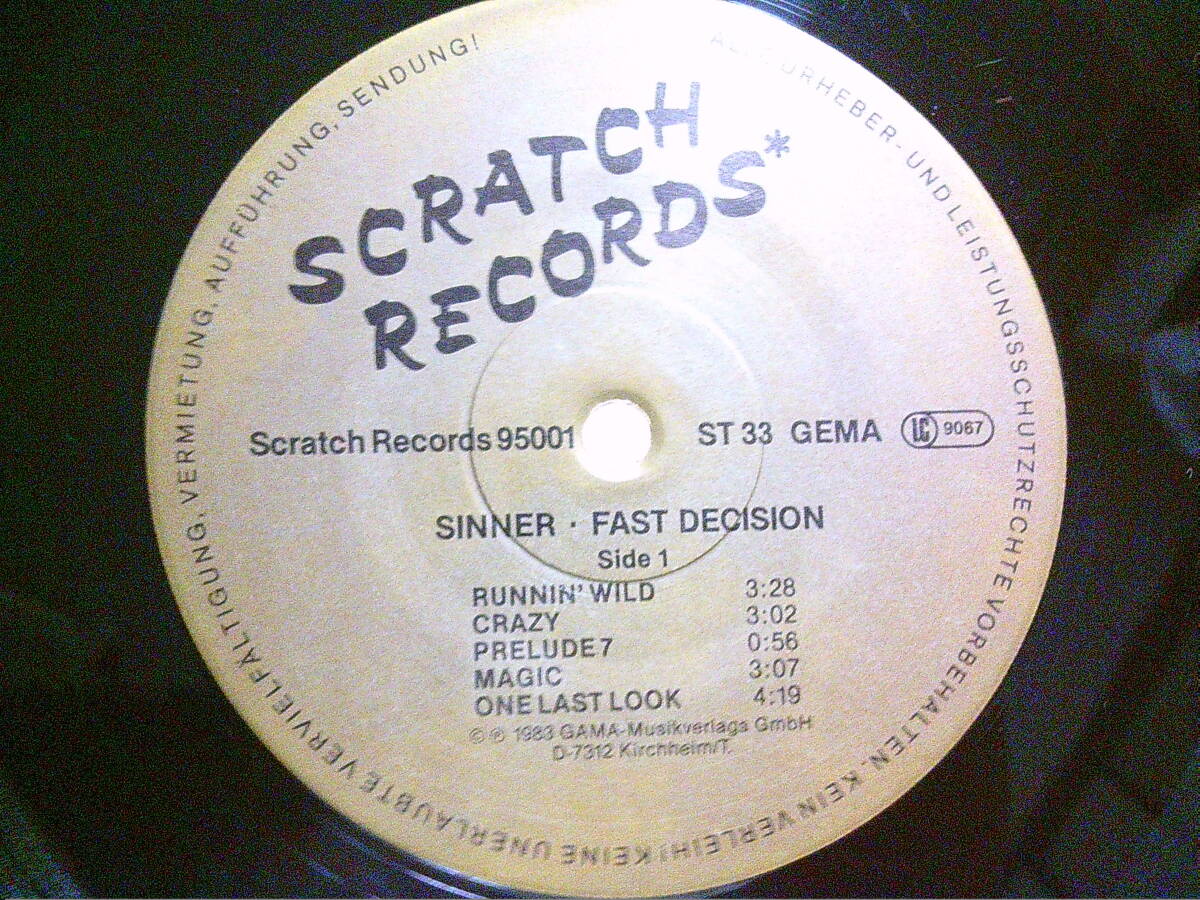 SCRATCH
RECORDS*
Scratch Records 95001
ST 33 GEMA
LC 9067
SINNER · FAST DECISION
Side 1
RUNNIN' WILD 3:28
CRAZY 3:02
PRELUDE 7 0:56
MAGIC 3:07
ONE LAST LOOK 4:19
© ℗ 1983 GAMA-Musikverlags GmbH
D-7312 Kirchheim/T.
URHEBER- UND LEISTUNGSSCHUTZRECHTE VORBEHALTEN. KEIN VERLEIH! KEINE UNERLAUBTE VERVIELFÄLTIGUNG, VERMIETUNG, AUFFÜHRUNG, SENDUNG!